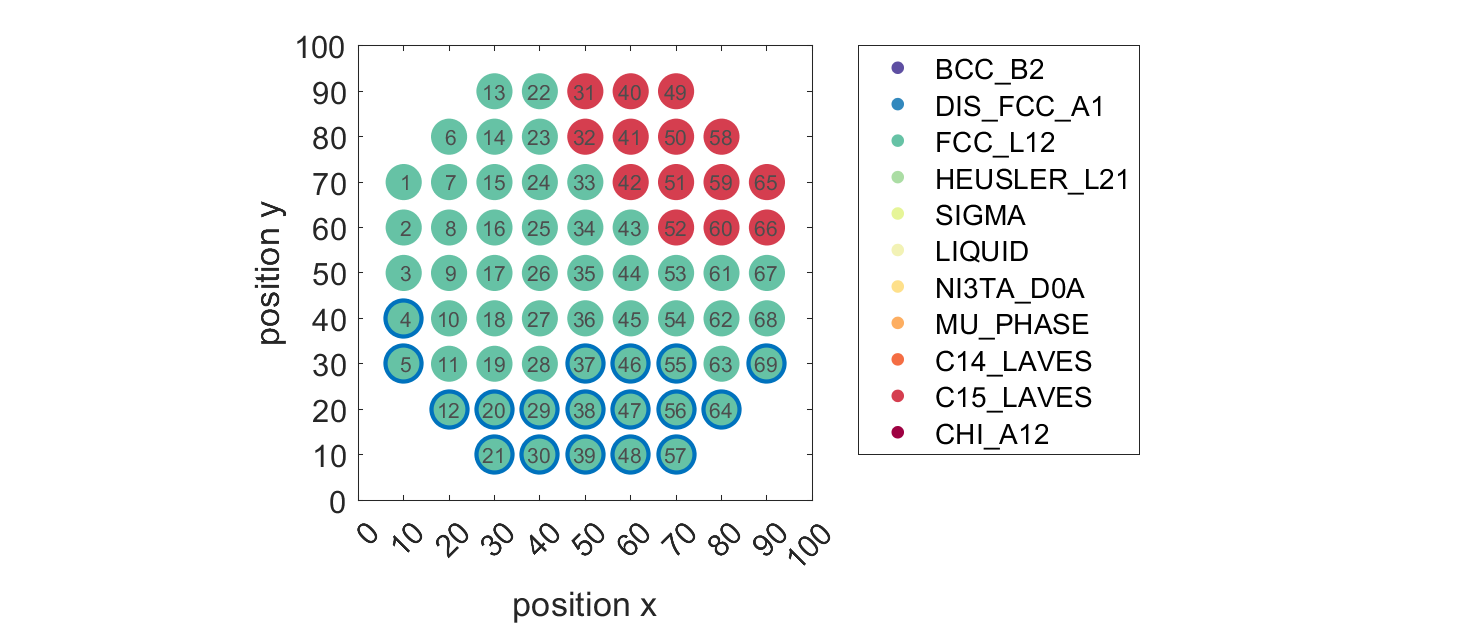 100
90
80
70
60
50
40
30
20
10
0
13 22 31 40 49
6 14 23 32 41 50 58
1 7 15 24 33 42 51 59 65
2 8 16 25 34 43 52 60 66
3 9 17 26 35 44 53 61 67
4 10 18 27 36 45 54 62 68
5 11 19 28 37 46 55 63 69
12 20 29 38 47 56 64
21 30 39 48 57
0 10 20 30 40 50 60 70 80 90 100
position x
position y
BCC_B2
DIS_FCC_A1
FCC_L12
HEUSLER_L21
SIGMA
LIQUID
NI3TA_D0A
MU_PHASE
C14_LAVES
C15_LAVES
CHI_A12